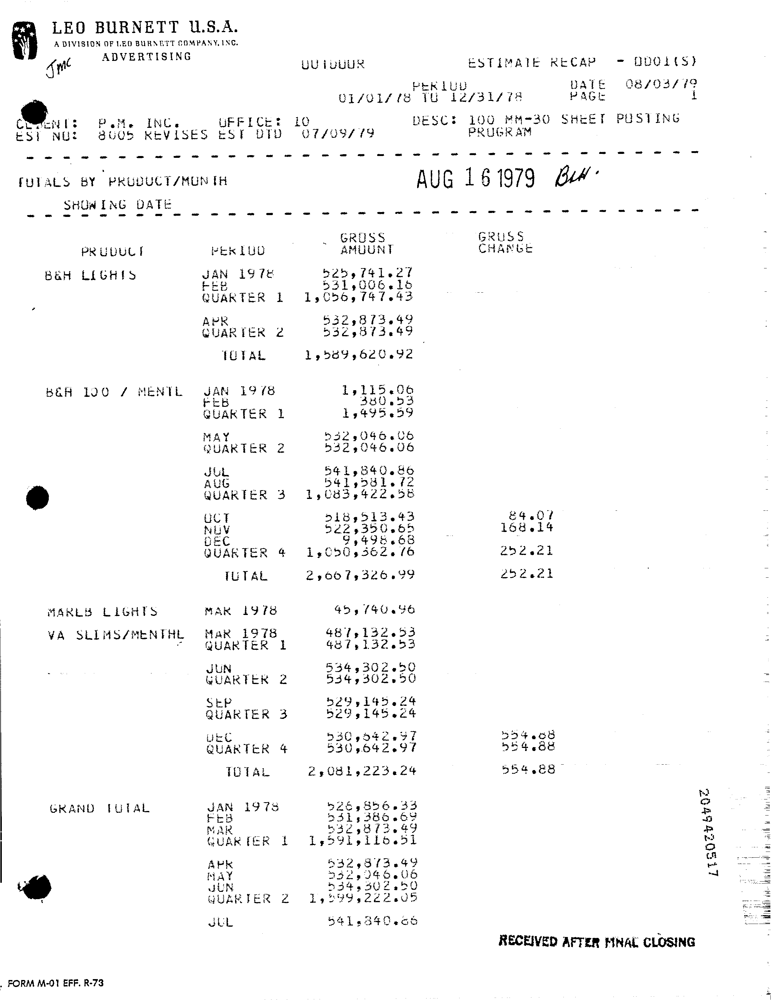 LEO BURNETT U.S.A.
A DIVISION OF LEO BURNETT COMPANY, INC.
ADVERTISING
JMC
OUTDOOR ESTIMATE RECAP - 0001(S)
PERIOD DATE 08/03/79
01/01/78 TO 12/31/78 PAGE 1
CLIENT: P.M. INC. OFFICE: 10 DESC: 100 MM-30 SHEET POSTING
EST NO: 8005 REVISES EST DTD 07/09/79 PROGRAM
TOTALS BY PRODUCT/MONTH AUG 16 1979
SHOWING DATE
GROSS GROSS
PRODUCT PERIOD AMOUNT CHANGE
B&H LIGHTS JAN 1978 525,741.27
FEB 531,006.16
QUARTER 1 1,056,747.43
APR 532,873.49
QUARTER 2 532,873.49
TOTAL 1,589,620.92
B&H 100 / MENTL JAN 1978 1,115.06
FEB 380.53
QUARTER 1 1,495.59
MAY 532,046.06
QUARTER 2 532,046.06
JUL 541,840.86
AUG 541,581.72
QUARTER 3 1,083,422.58
OCT 518,513.43 84.07
NOV 522,350.65 168.14
DEC 9,498.68
QUARTER 4 1,050,362.76 252.21
TOTAL 2,667,326.99 252.21
MARLB LIGHTS MAR 1978 45,740.96
VA SLIMS/MENTHL MAR 1978 487,132.53
QUARTER 1 487,132.53
JUN 534,302.50
QUARTER 2 534,302.50
SEP 529,145.24
QUARTER 3 529,145.24
DEC 530,642.97 554.88
QUARTER 4 530,642.97 554.88
TOTAL 2,081,223.24 554.88
GRAND TOTAL JAN 1978 526,856.33
FEB 531,386.69
MAR 532,873.49
QUARTER 1 1,591,116.51
APR 532,873.49
MAY 532,046.06
JUN 534,302.50
QUARTER 2 1,599,222.05
JUL 541,840.86
2049420517
RECEIVED AFTER FINAL CLOSING
FORM M-01 EFF. R-73